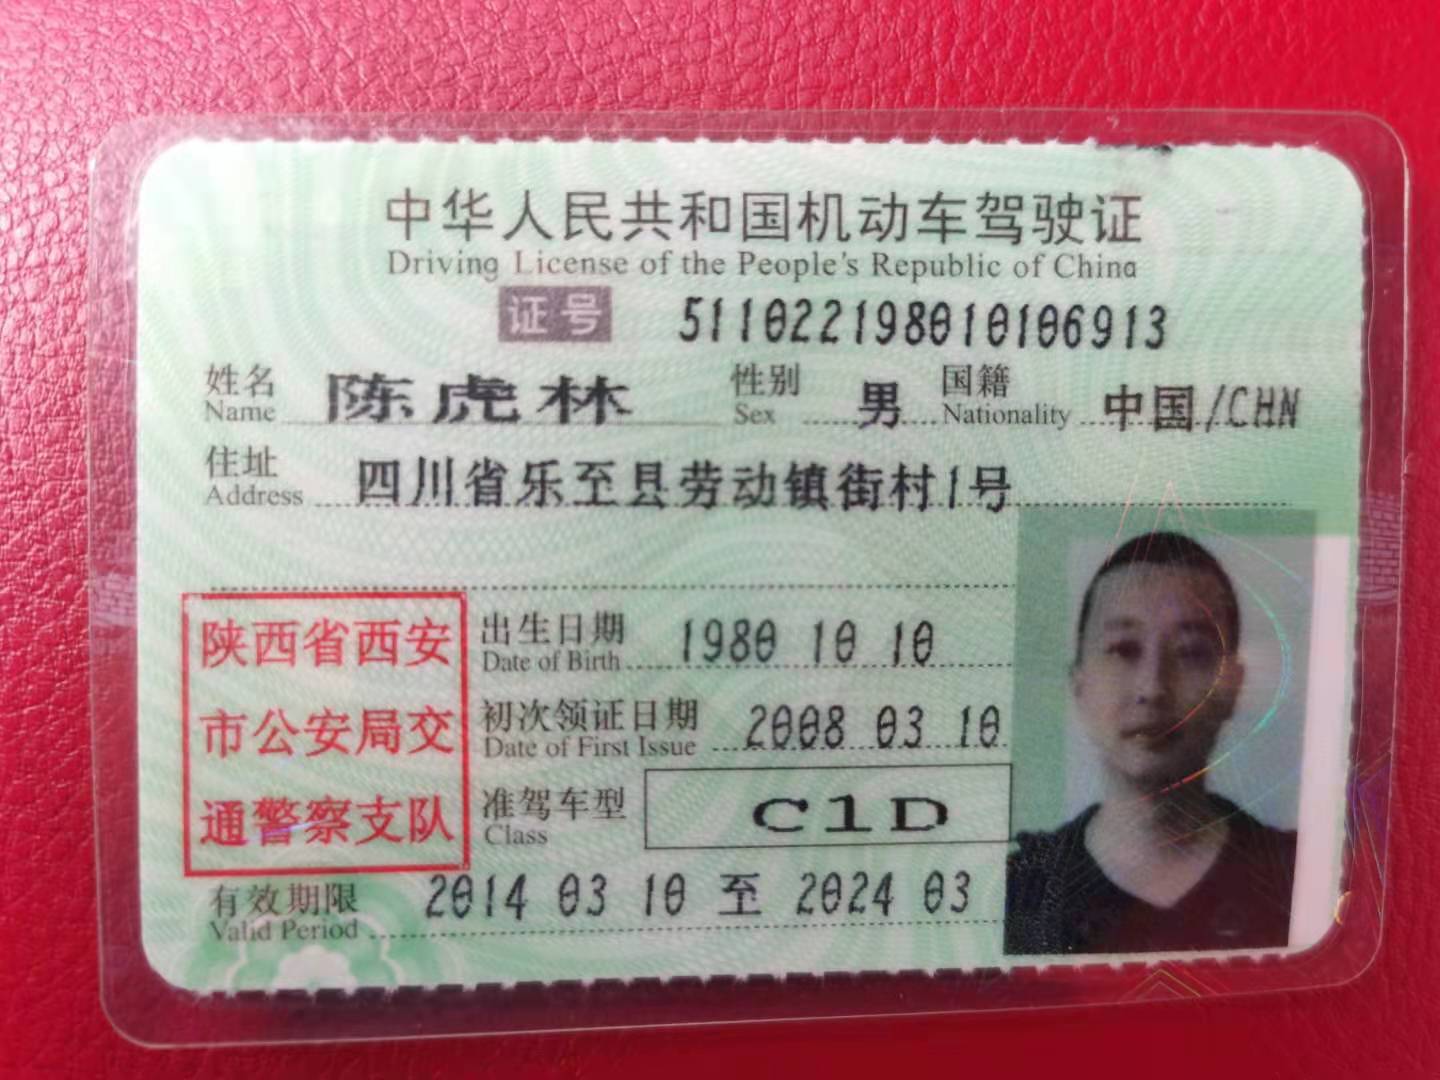 中华人民共和国机动车驾驶证
Driving License of the People's Republic of China
证号 511022198010106913
姓名 陈虎林 性别 男 国籍 中国/CHN
Name Sex Nationality
住址 四川省乐至县劳动镇街村1号
Address
陕西省西安
市公安局交
通警察支队
出生日期 1980 10 10
Date of Birth
初次领证日期 2008 03 10
Date of First Issue
准驾车型 C1D
Class
有效期限 2014 03 10 至 2024 03
Valid Period